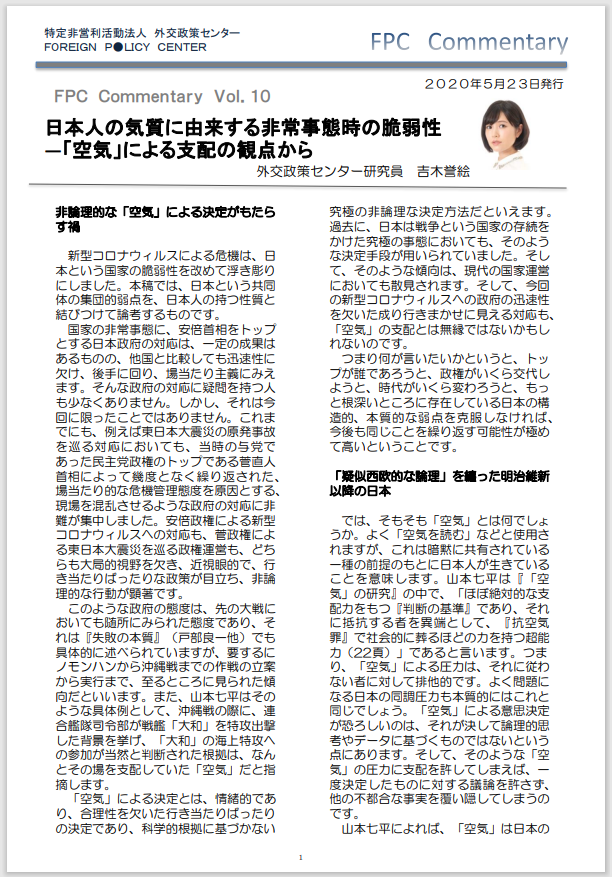 特定非営利活動法人 外交政策センター
FOREIGN POLICY CENTER
FPC Commentary
2020年5月23日発行
FPC Commentary Vol. 10
日本人の気質に由来する非常事態時の脆弱性
―「空気」による支配の観点から
外交政策センター研究員 吉木誉絵
非論理的な「空気」による決定がもたら
す禍
新型コロナウィルスによる危機は、日
本という国家の脆弱性を改めて浮き彫り
にしました。本稿では、日本という共同
体の集団的弱点を、日本人の持つ性質と
結びつけて論考するものです。
国家の非常事態に、安倍首相をトップ
とする日本政府の対応は、一定の成果は
あるものの、他国と比較しても迅速性に
欠け、後手に回り、場当たり主義にみえ
ます。そんな政府の対応に疑問を持つ人
も少なくありません。しかし、それは今
回に限ったことではありません。これま
でにも、例えば東日本大震災の原発事故
を巡る対応においても、当時の与党で
あった民主党政権のトップである菅直人
首相によって幾度となく繰り返された、
場当たり的な危機管理態度を原因とする、
現場を混乱させるような政府の対応に非
難が集中しました。安倍政権による新型
コロナウィルスへの対応も、菅政権によ
る東日本大震災を巡る政権運営も、どち
らも大局的視野を欠き、近視眼的で、行
き当たりばったりな政策が目立ち、非論
理的な行動が顕著です。
このような政府の態度は、先の大戦に
おいても随所にみられた態度であり、そ
れは『失敗の本質』（戸部良一他）でも
具体的に述べられていますが、要するに
ノモンハンから沖縄戦までの作戦の立案
から実行まで、至るところに見られた傾
向だといいます。また、山本七平はその
ような具体例として、沖縄戦の際に、連
合艦隊司令部が戦艦「大和」を特攻出撃
した背景を挙げ、「大和」の海上特攻へ
の参加が当然と判断された根拠は、なん
とその場を支配していた「空気」だと指
摘します。
「空気」による決定とは、情緒的であ
り、合理性を欠いた行き当たりばったり
の決定であり、科学的根拠に基づかない
究極の非論理な決定方法だといえます。
過去に、日本は戦争という国家の存続を
かけた究極の事態においても、そのよう
な決定手段が用いられていました。そし
て、そのような傾向は、現代の国家運営
においても散見されます。そして、今回
の新型コロナウィルスへの政府の迅速性
を欠いた成り行きまかせに見える対応も、
「空気」の支配とは無縁ではないかもし
れないのです。
つまり何が言いたいかというと、トッ
プが誰であろうと、政権がいくら交代し
ようと、時代がいくら変わろうと、もっ
と根深いところに存在している日本の構
造的、本質的な弱点を克服しなければ、
今後も同じことを繰り返す可能性が極め
て高いということです。
「疑似西欧的な論理」を纏った明治維新
以降の日本
では、そもそも「空気」とは何でしょ
うか。よく「空気を読む」などと使用さ
れますが、これは暗黙に共有されている
一種の前提のもとに日本人が生きている
ことを意味します。山本七平は『「空
気」の研究』の中で、「ほぼ絶対的な支
配力をもつ『判断の基準』であり、それ
に抵抗する者を異端として、『抗空気
罪』で社会的に葬るほどの力を持つ超能
力（22頁）」であると言います。つま
り、「空気」による圧力は、それに従わ
ない者に対して排他的です。よく問題に
なる日本の同調圧力も本質的にはこれと
同じでしょう。「空気」による意思決定
が恐ろしいのは、それが決して論理的思
考やデータに基づくものではないという
点にあります。そして、そのような「空
気」の圧力に支配を許してしまえば、一
度決定したものに対する議論を許さず、
他の不都合な事実を覆い隠してしまうの
です。
山本七平によれば、「空気」は日本の
1